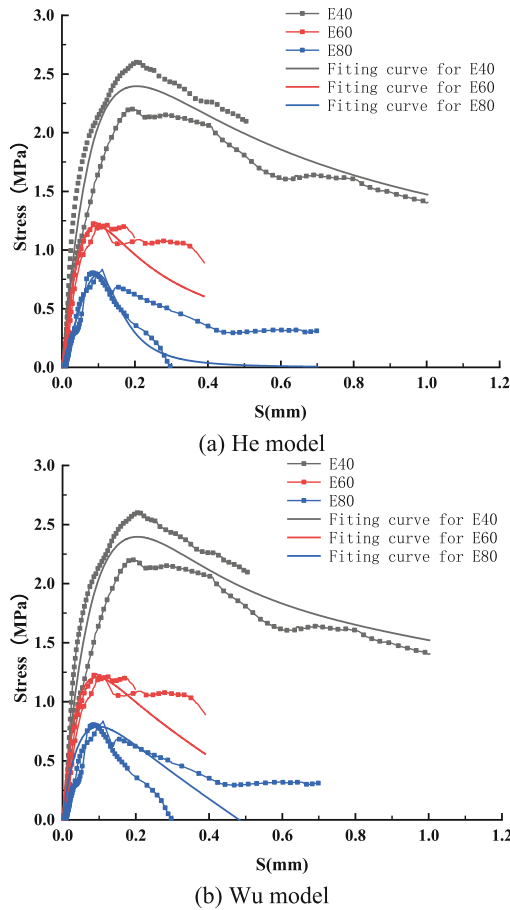 E40
E60
E80
Fiting curve for E40
Fiting curve for E60
Fiting curve for E80
3.0
2.5
2.0
1.5
1.0
0.5
0.0
Stress (MPa)
0.0 0.2 0.4 0.6 0.8 1.0
S(mm)
(a) He model
E40
E60
E80
Fiting curve for E40
Fiting curve for E60
Fiting curve for E80
3.0
2.5
2.0
1.5
1.0
0.5
0.0
Stress (MPa)
0.0 0.2 0.4 0.6 0.8 1.0
S(mm)
(b) Wu model